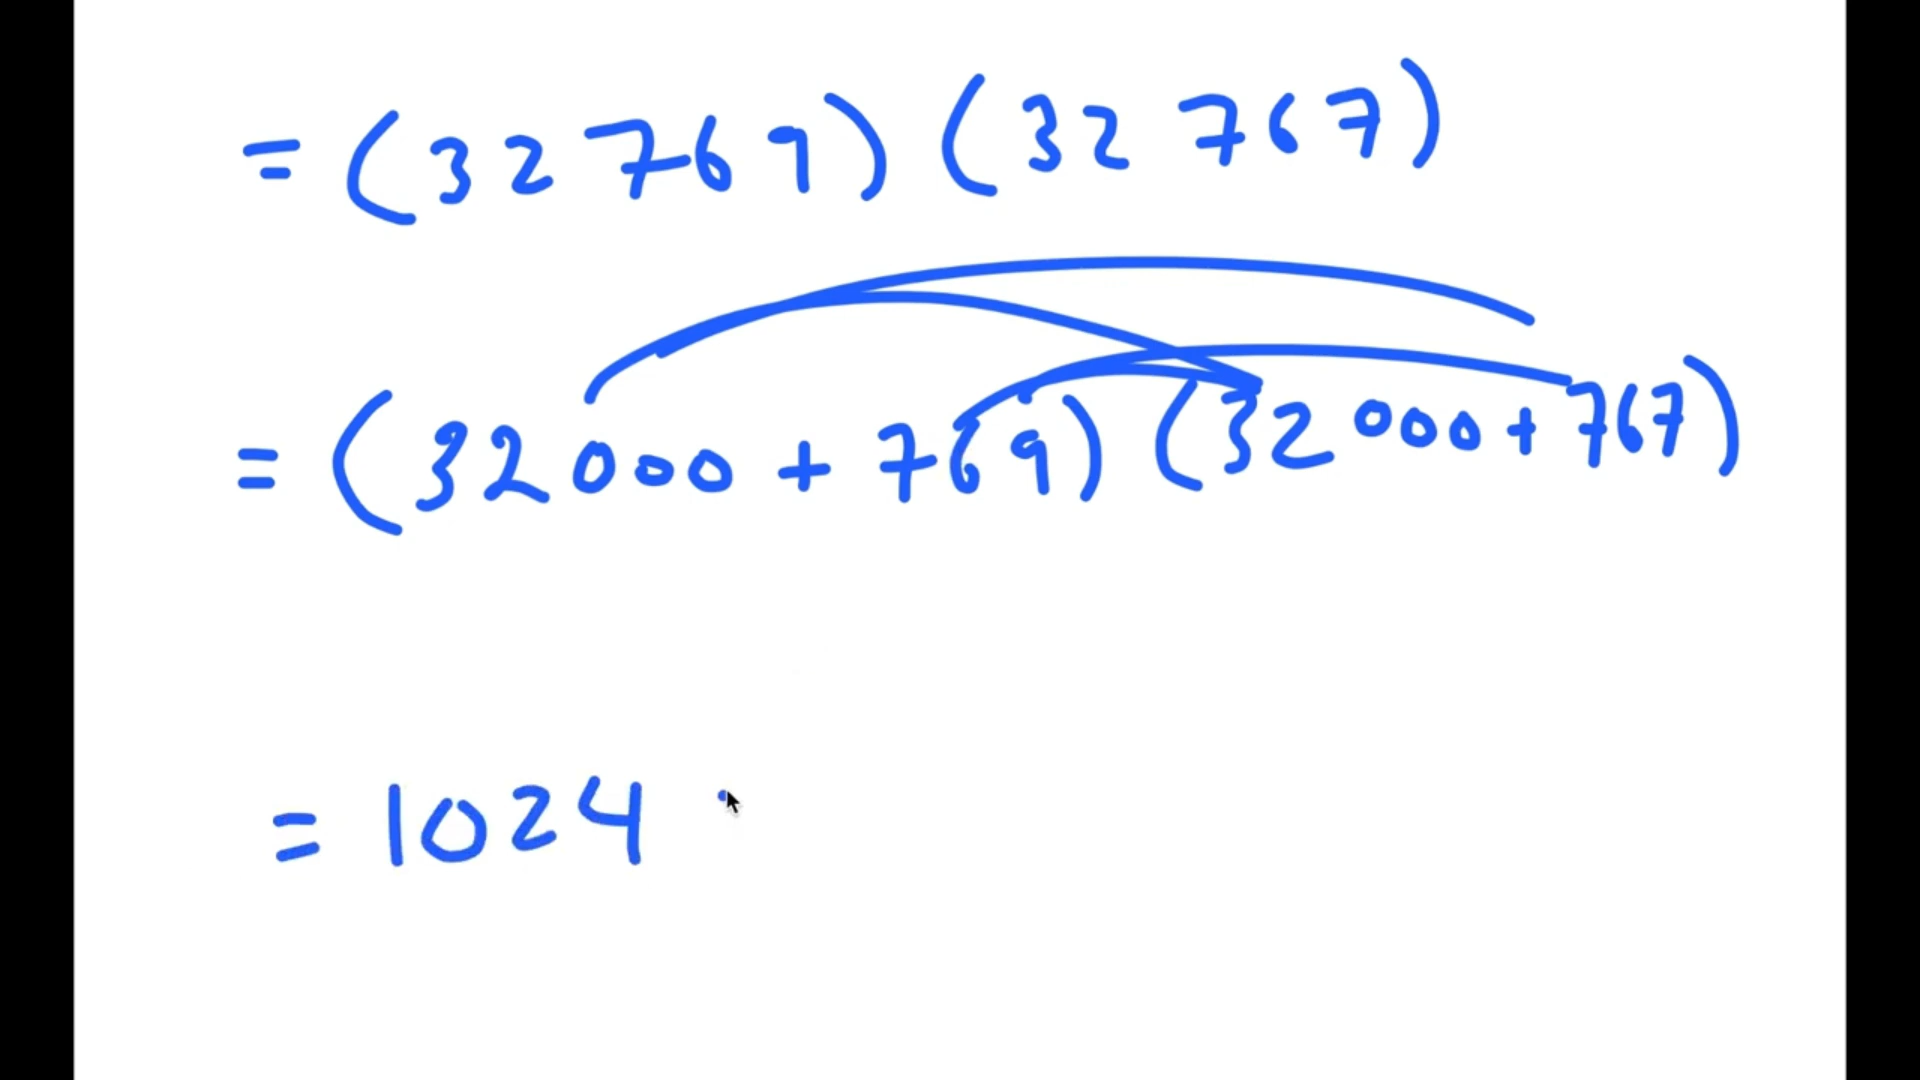 = (32769) (32767)
= (32000 + 769) (32000 + 767)
= 1024